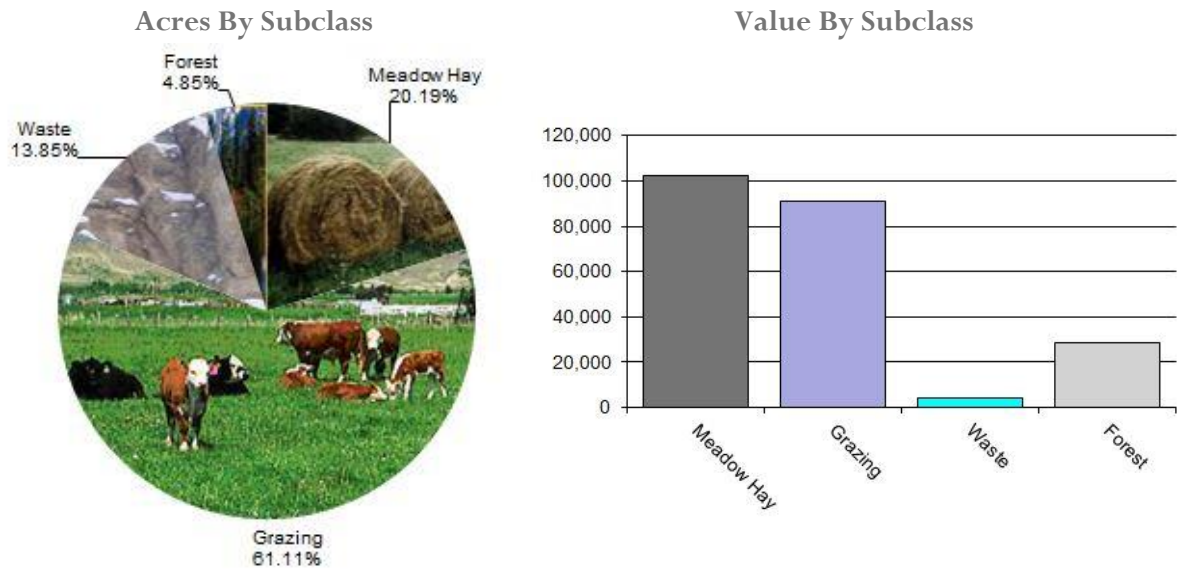 Acres By Subclass
Forest
4.85%
Meadow Hay
20.19%
Waste
13.85%
Grazing
61.11%
Value By Subclass
120,000
100,000
80,000
60,000
40,000
20,000
0
Meadow Hay
Grazing
Waste
Forest